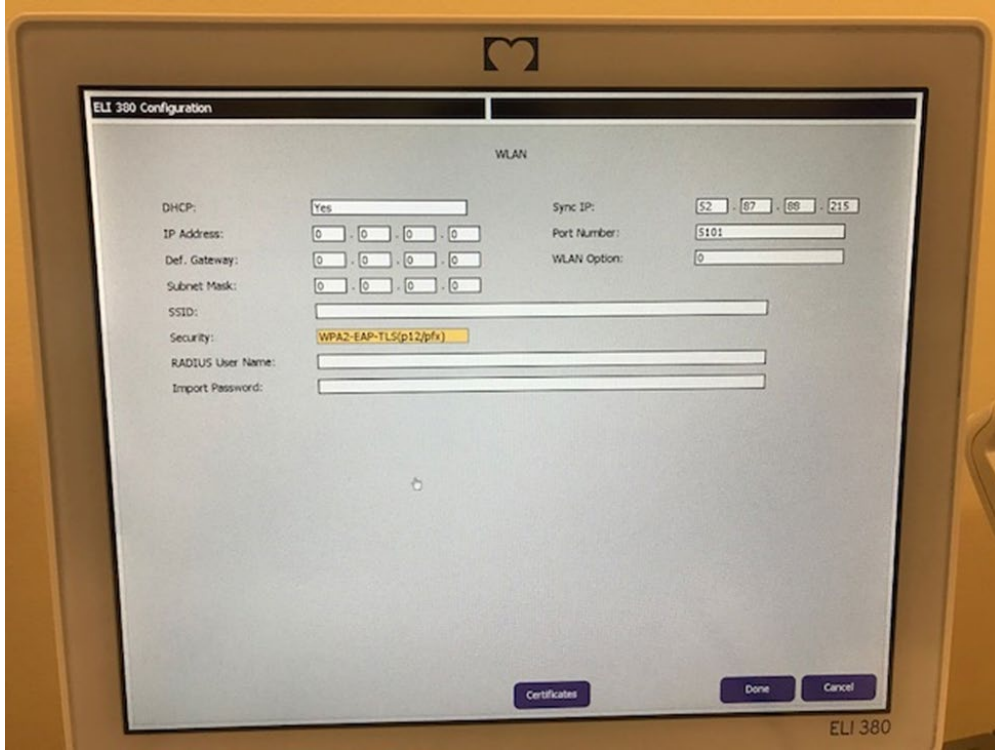 ELI 380 Configuration
WLAN
DHCP: Yes Sync IP: 52 . 87 . 88 . 215
IP Address: 0 . 0 . 0 . 0 Port Number: 5101
Def. Gateway: 0 . 0 . 0 . 0 WLAN Option: 0
Subnet Mask: 0 . 0 . 0 . 0
SSID:
Security: WPA2-EAP-TLS(p12/pfx)
RADIUS User Name:
Import Password:
Certificates Done Cancel
ELI 380